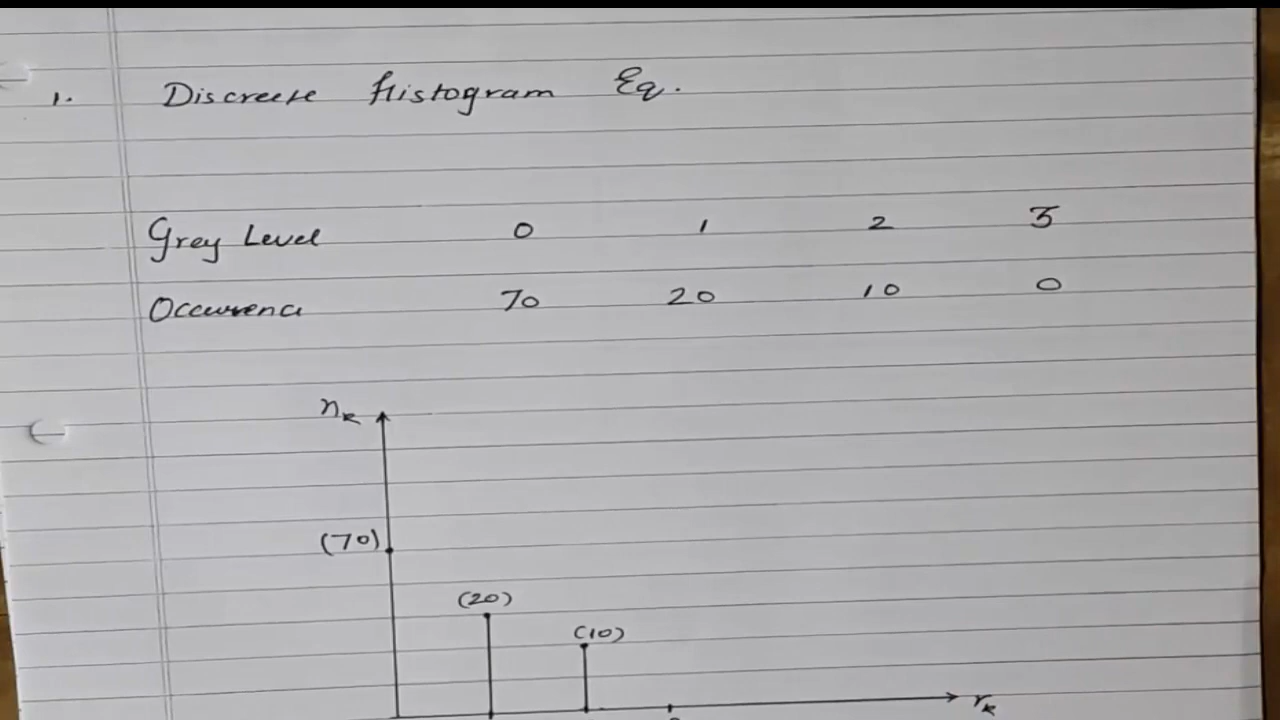 1. Discrete Histogram Eq.
Grey Level 0 1 2 3
Occurrence 70 20 10 0
nk
(70)
(20)
(10)
rk